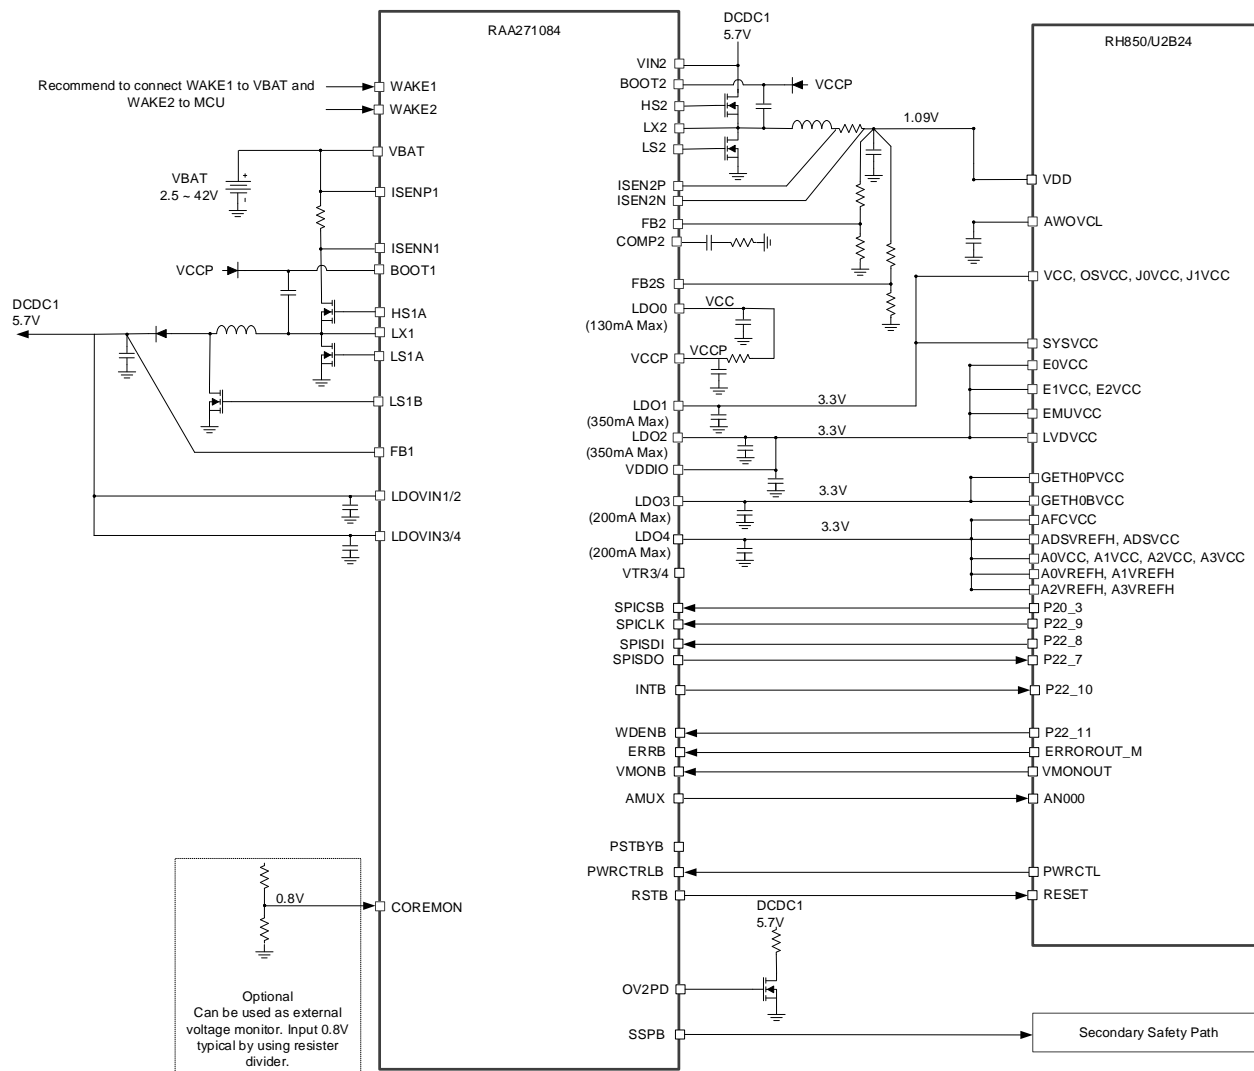 RAA271084
RH850/U2B24
Recommend to connect WAKE1 to VBAT and
WAKE2 to MCU
WAKE1
WAKE2
VBAT
VBAT
2.5 ~ 42V
+
-
ISENP1
ISENN1
VCCP
BOOT1
DCDC1
5.7V
HS1A
LX1
LS1A
LS1B
FB1
LDOVIN1/2
LDOVIN3/4
0.8V
COREMON
Optional
Can be used as external
voltage monitor. Input 0.8V
typical by using resister
divider.
DCDC1
5.7V
VIN2
BOOT2
VCCP
HS2
LX2
1.09V
LS2
ISEN2P
ISEN2N
FB2
COMP2
FB2S
LDO0
(130mA Max)
VCC
VCCP
VCCP
LDO1
(350mA Max)
3.3V
LDO2
(350mA Max)
3.3V
VDDIO
LDO3
(200mA Max)
3.3V
LDO4
(200mA Max)
3.3V
VTR3/4
SPICSB
SPICLK
SPISDI
SPISDO
INTB
WDENB
ERRB
VMONB
AMUX
PSTBYB
PWRCTRLB
RSTB
DCDC1
5.7V
OV2PD
SSPB
VDD
AWOVCL
VCC, OSVCC, J0VCC, J1VCC
SYSVCC
E0VCC
E1VCC, E2VCC
EMUVCC
LVDVCC
GETH0PVCC
GETH0BVCC
AFCVCC
ADSVREFH, ADSVCC
A0VCC, A1VCC, A2VCC, A3VCC
A0VREFH, A1VREFH
A2VREFH, A3VREFH
P20_3
P22_9
P22_8
P22_7
P22_10
P22_11
ERROROUT_M
VMONOUT
AN000
PWRCTL
RESET
Secondary Safety Path